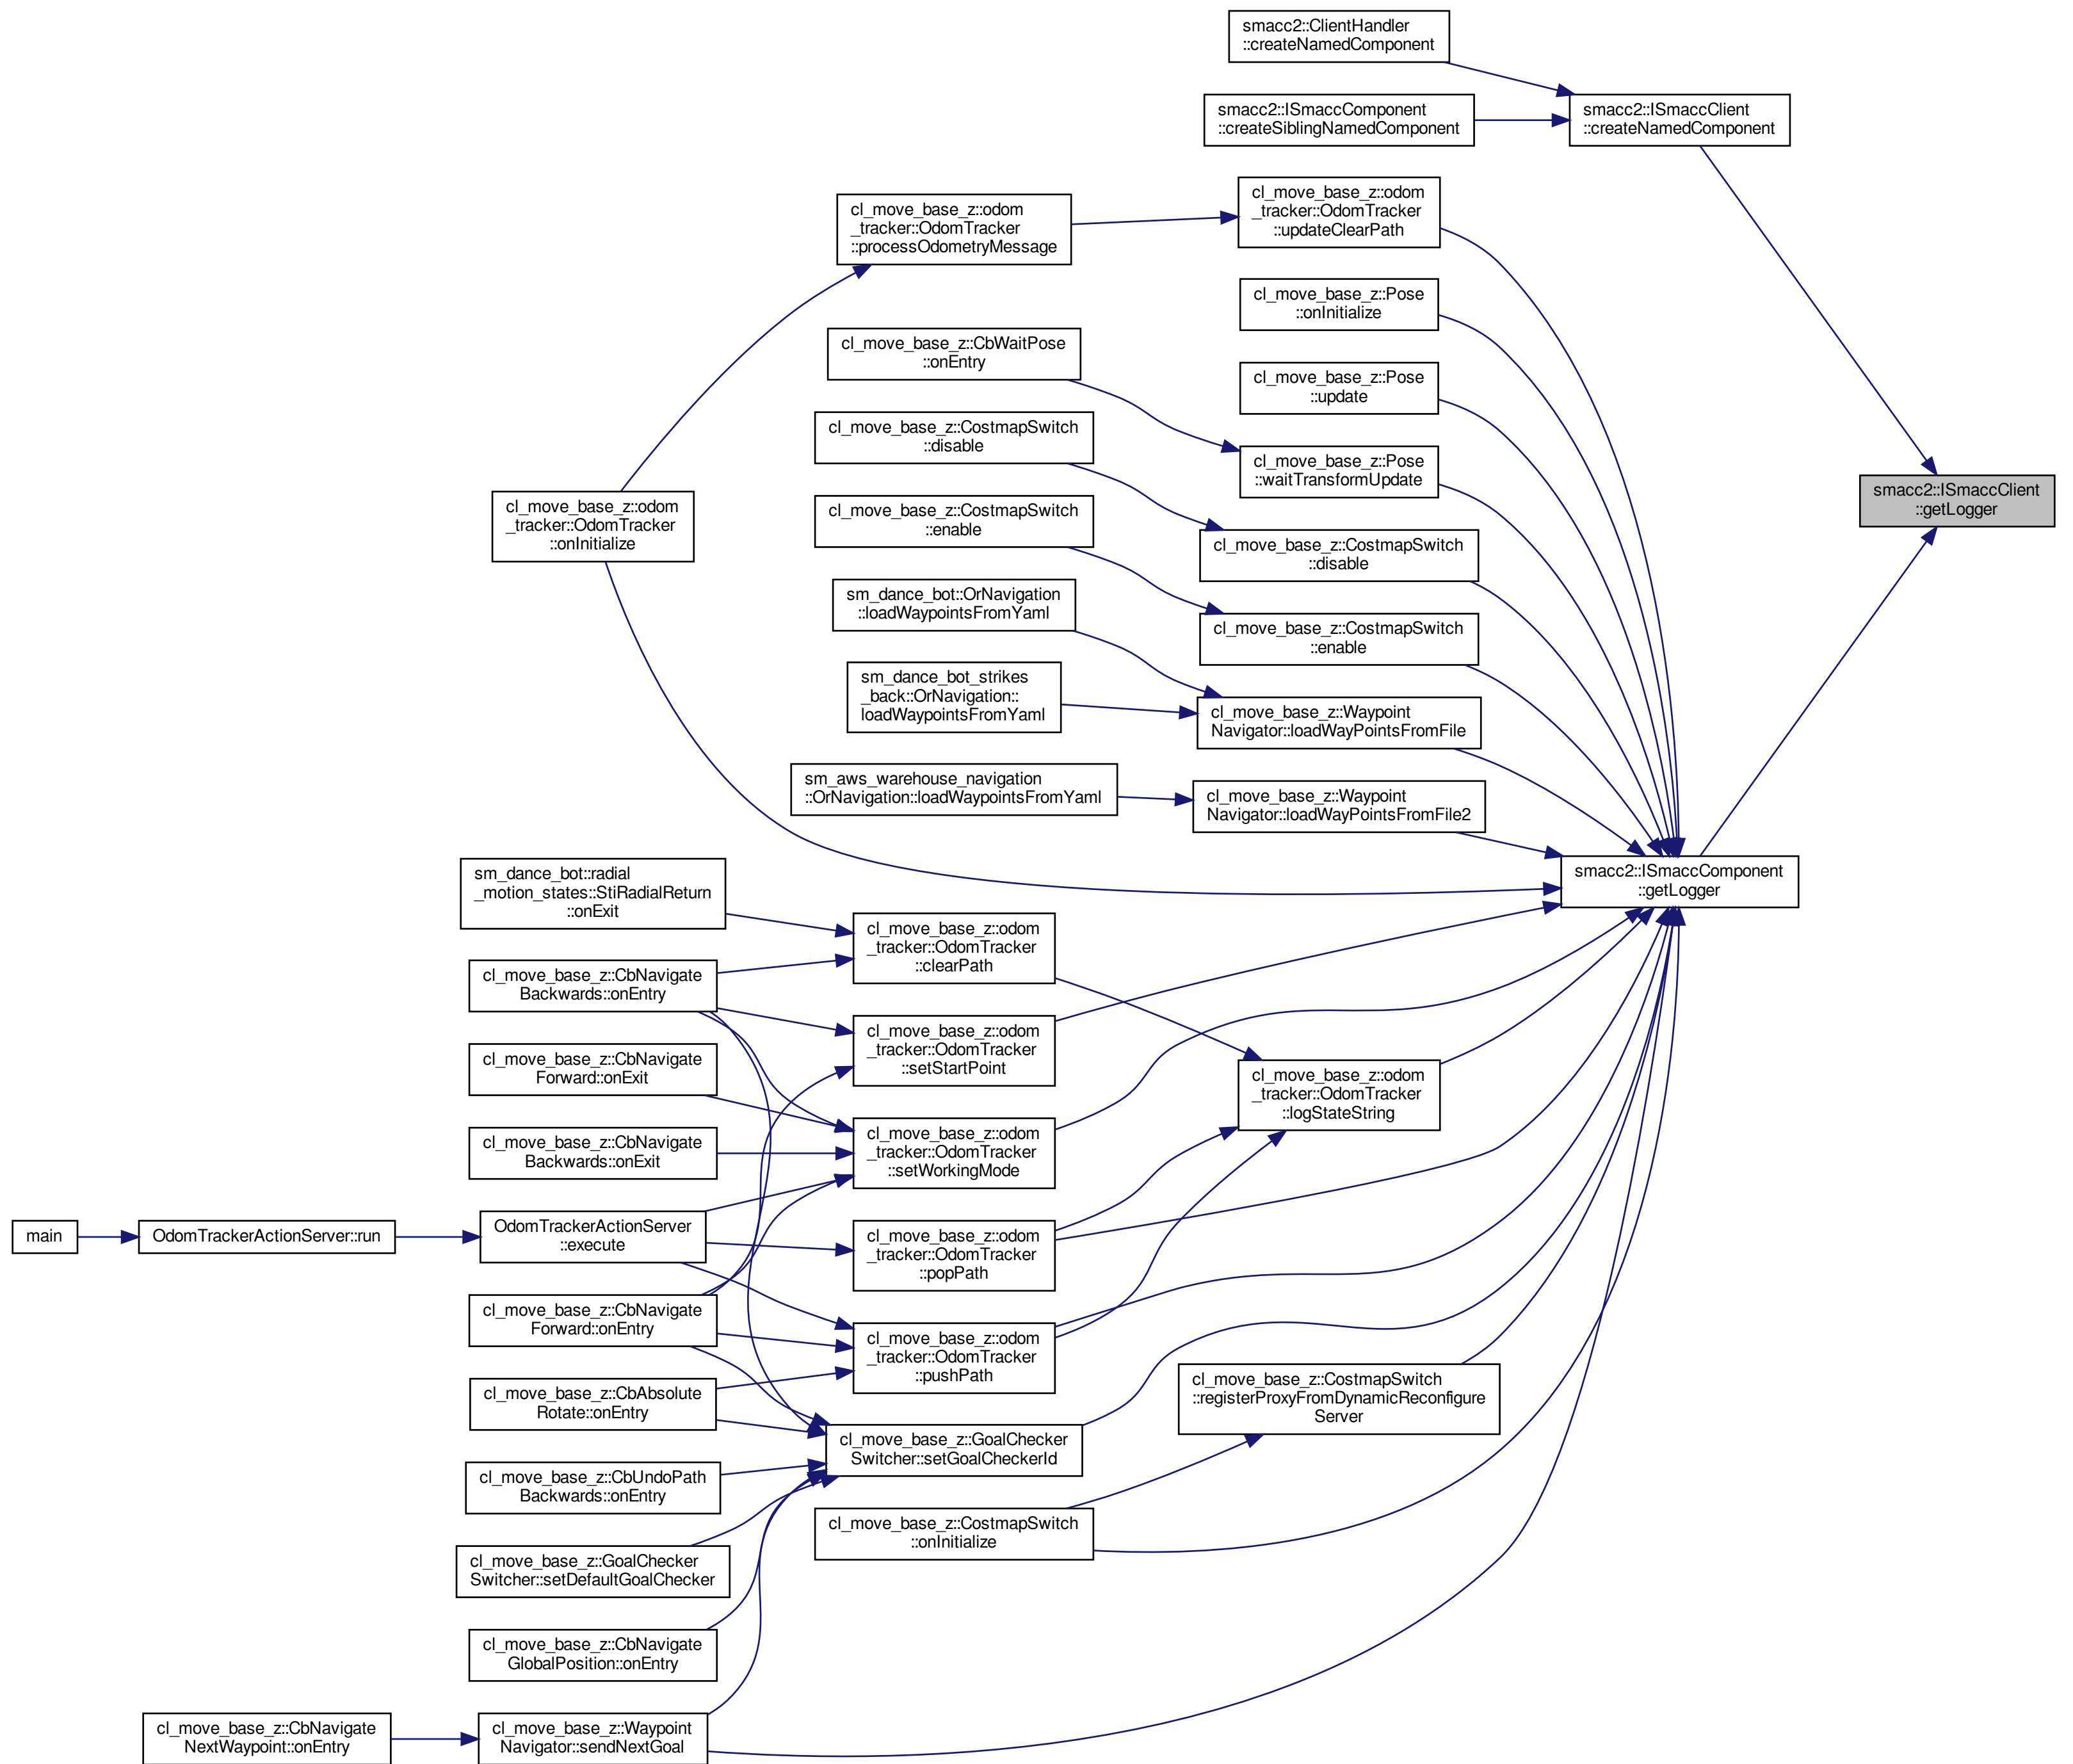 smacc2::ClientHandler
::createNamedComponent
smacc2::ISmaccComponent
::createSiblingNamedComponent
smacc2::ISmaccClient
::createNamedComponent
cl_move_base_z::odom
_tracker::OdomTracker
::updateClearPath
cl_move_base_z::odom
_tracker::OdomTracker
::processOdometryMessage
cl_move_base_z::Pose
::onInitialize
cl_move_base_z::CbWaitPose
::onEntry
cl_move_base_z::Pose
::update
cl_move_base_z::CostmapSwitch
::disable
cl_move_base_z::Pose
::waitTransformUpdate
smacc2::ISmaccClient
::getLogger
cl_move_base_z::odom
_tracker::OdomTracker
::onInitialize
cl_move_base_z::CostmapSwitch
::enable
cl_move_base_z::CostmapSwitch
::disable
sm_dance_bot::OrNavigation
::loadWaypointsFromYaml
cl_move_base_z::CostmapSwitch
::enable
sm_dance_bot_strikes
_back::OrNavigation::
loadWaypointsFromYaml
cl_move_base_z::Waypoint
Navigator::loadWayPointsFromFile
sm_aws_warehouse_navigation
::OrNavigation::loadWaypointsFromYaml
cl_move_base_z::Waypoint
Navigator::loadWayPointsFromFile2
smacc2::ISmaccComponent
::getLogger
sm_dance_bot::radial
_motion_states::StiRadialReturn
::onExit
cl_move_base_z::odom
_tracker::OdomTracker
::clearPath
cl_move_base_z::CbNavigate
Backwards::onEntry
cl_move_base_z::odom
_tracker::OdomTracker
::setStartPoint
cl_move_base_z::CbNavigate
Forward::onExit
cl_move_base_z::odom
_tracker::OdomTracker
::logStateString
cl_move_base_z::CbNavigate
Backwards::onExit
cl_move_base_z::odom
_tracker::OdomTracker
::setWorkingMode
main
OdomTrackerActionServer::run
OdomTrackerActionServer
::execute
cl_move_base_z::odom
_tracker::OdomTracker
::popPath
cl_move_base_z::CbNavigate
Forward::onEntry
cl_move_base_z::odom
_tracker::OdomTracker
::pushPath
cl_move_base_z::CostmapSwitch
::registerProxyFromDynamicReconfigure
Server
cl_move_base_z::CbAbsolute
Rotate::onEntry
cl_move_base_z::GoalChecker
Switcher::setGoalCheckerId
cl_move_base_z::CbUndoPath
Backwards::onEntry
cl_move_base_z::CostmapSwitch
::onInitialize
cl_move_base_z::GoalChecker
Switcher::setDefaultGoalChecker
cl_move_base_z::CbNavigate
GlobalPosition::onEntry
cl_move_base_z::CbNavigate
NextWaypoint::onEntry
cl_move_base_z::Waypoint
Navigator::sendNextGoal